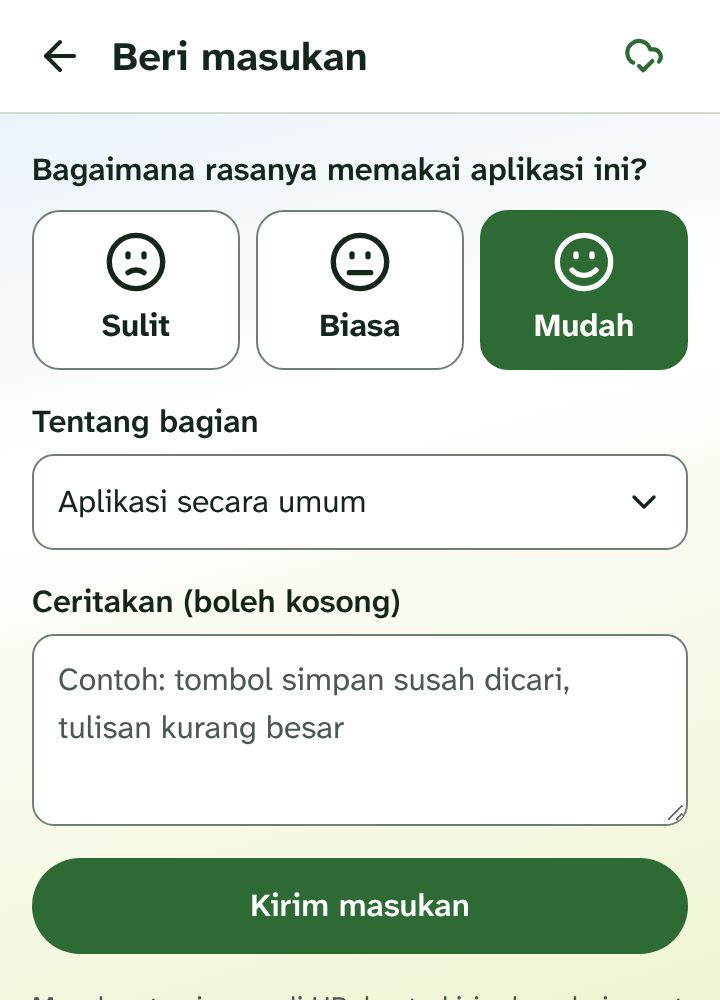 Beri masukan
Bagaimana rasanya memakai aplikasi ini?
Sulit
Biasa
Mudah
Tentang bagian
Aplikasi secara umum
Ceritakan (boleh kosong)
Contoh: tombol simpan susah dicari,
tulisan kurang besar
Kirim masukan